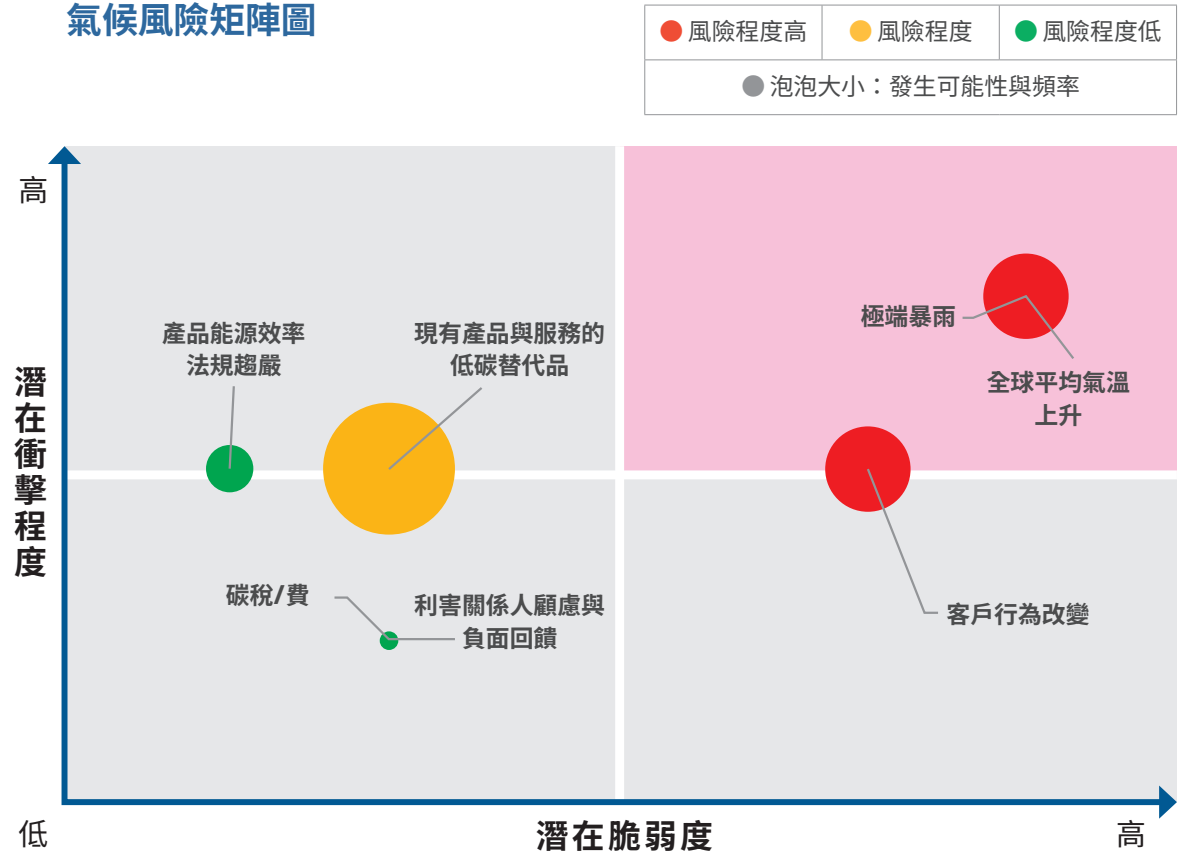 氣候風險矩陣圖
風險程度高
風險程度
風險程度低
泡泡大小：發生可能性與頻率
高
潛在衝擊程度
產品能源效率
法規趨嚴
現有產品與服務的
低碳替代品
極端暴雨
全球平均氣溫
上升
碳稅/費
利害關係人顧慮與
負面回饋
客戶行為改變
低
潛在脆弱度
高